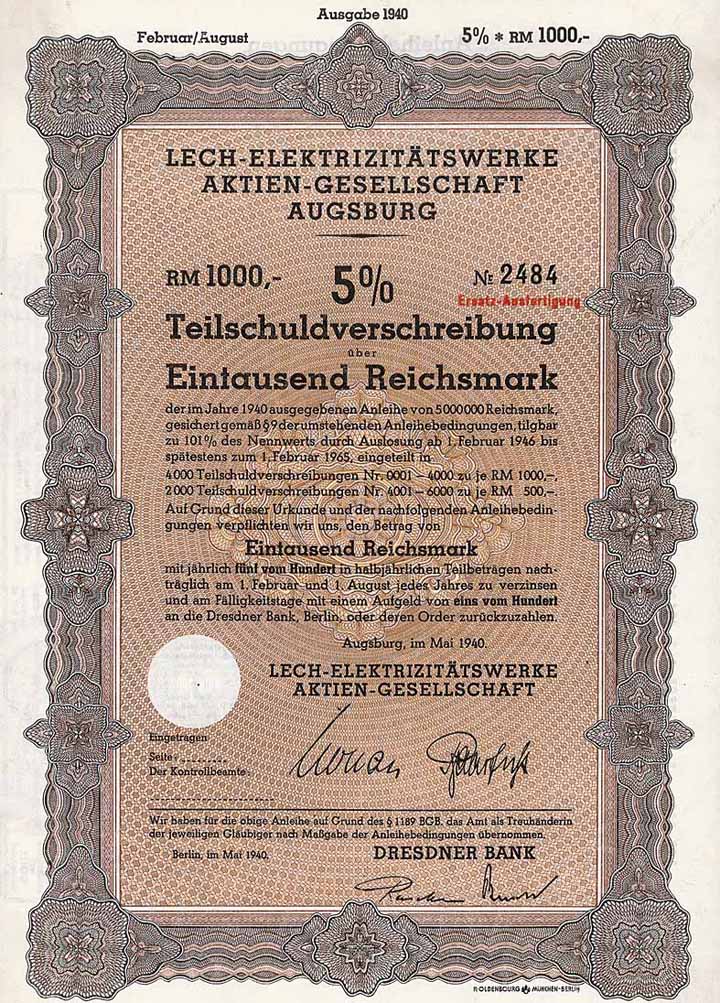 Ausgabe 1940
Februar/August 5% * RM 1000,-
LECH-ELEKTRIZITÄTSWERKE
AKTIEN-GESELLSCHAFT
AUGSBURG
RM 1000,- 5% № 2484
Ersatz-Ausfertigung
Teilschuldverschreibung
über
Eintausend Reichsmark
der im Jahre 1940 ausgegebenen Anleihe von 5000000 Reichsmark,
gesichert gemäß § 9 der umstehenden Anleihebedingungen, tilgbar
zu 101% des Nennwerts durch Auslosung ab 1. Februar 1946 bis
spätestens zum 1. Februar 1965, eingeteilt in
4000 Teilschuldverschreibungen Nr. 0001 – 4000 zu je RM 1000,–,
2000 Teilschuldverschreibungen Nr. 4001 – 6000 zu je RM 500,–.
Auf Grund dieser Urkunde und der nachfolgenden Anleihebedin-
gungen verpflichten wir uns, den Betrag von
Eintausend Reichsmark
mit jährlich fünf vom Hundert in halbjährlichen Teilbeträgen nach-
träglich am 1. Februar und 1. August jedes Jahres zu verzinsen
und am Fälligkeitstage mit einem Aufgeld von eins vom Hundert
an die Dresdner Bank, Berlin, oder deren Order zurückzuzahlen.
Augsburg, im Mai 1940.
LECH-ELEKTRIZITÄTSWERKE
AKTIEN-GESELLSCHAFT
Eingetragen
Seite:
Der Kontrollbeamte:
Wir haben für die obige Anleihe auf Grund des § 1189 BGB. das Amt als Treuhänderin
der jeweiligen Gläubiger nach Maßgabe der Anleihebedingungen übernommen.
Berlin, im Mai 1940. DRESDNER BANK
R. OLDENBOURG MÜNCHEN-BERLIN